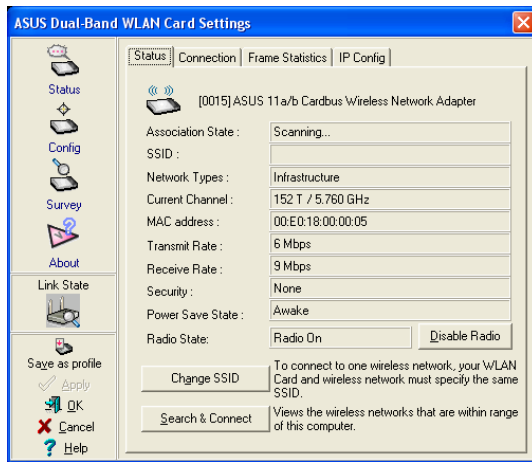 ASUS Dual-Band WLAN Card Settings
Status
Config
Survey
About
Link State
Save as profile
Apply
OK
Cancel
Help
Status Connection Frame Statistics IP Config
[0015] ASUS 11a/b Cardbus Wireless Network Adapter
Association State : Scanning...
SSID :
Network Types : Infrastructure
Current Channel : 152 T / 5.760 GHz
MAC address : 00:E0:18:00:00:05
Transmit Rate : 6 Mbps
Receive Rate : 9 Mbps
Security : None
Power Save State : Awake
Radio State: Radio On Disable Radio
Change SSID
To connect to one wireless network, your WLAN
Card and wireless network must specify the same
SSID.
Search & Connect
Views the wireless networks that are within range
of this computer.